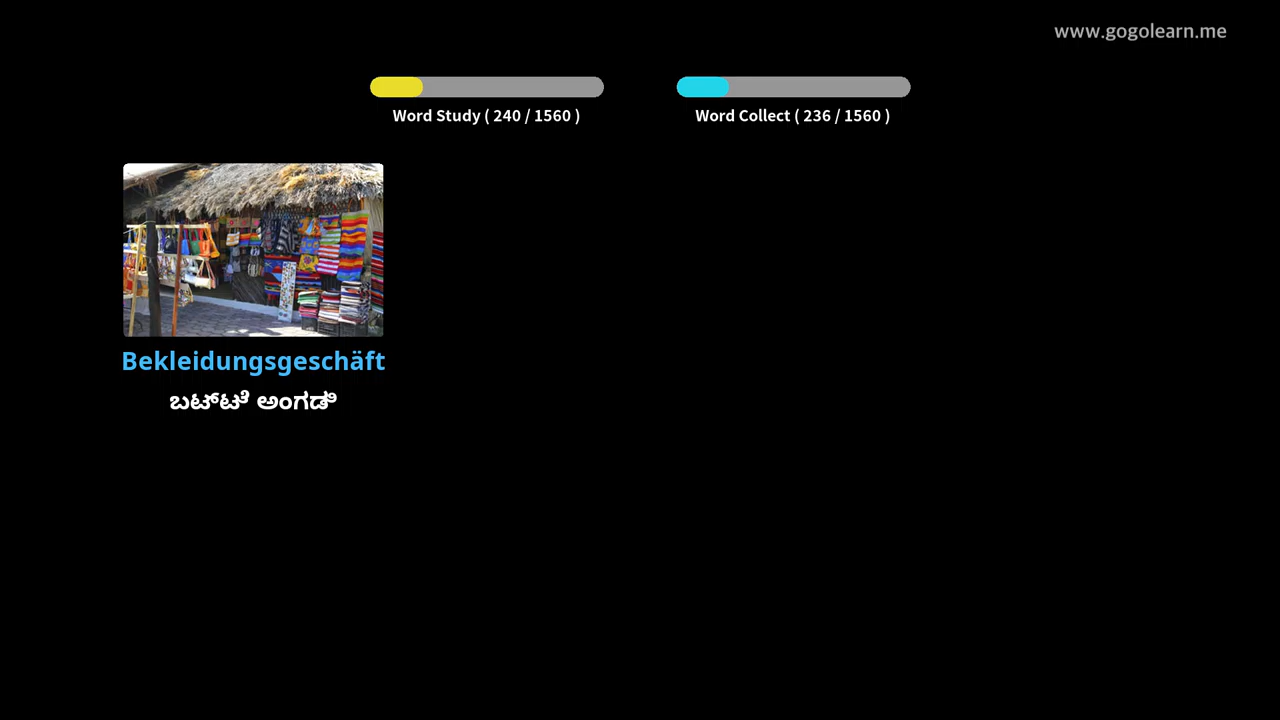 www.gogolearn.me
Word Study ( 240 / 1560 )
Word Collect ( 236 / 1560 )
Bekleidungsgeschäft
ಬಟ್ಟೆ ಅಂಗಡಿ